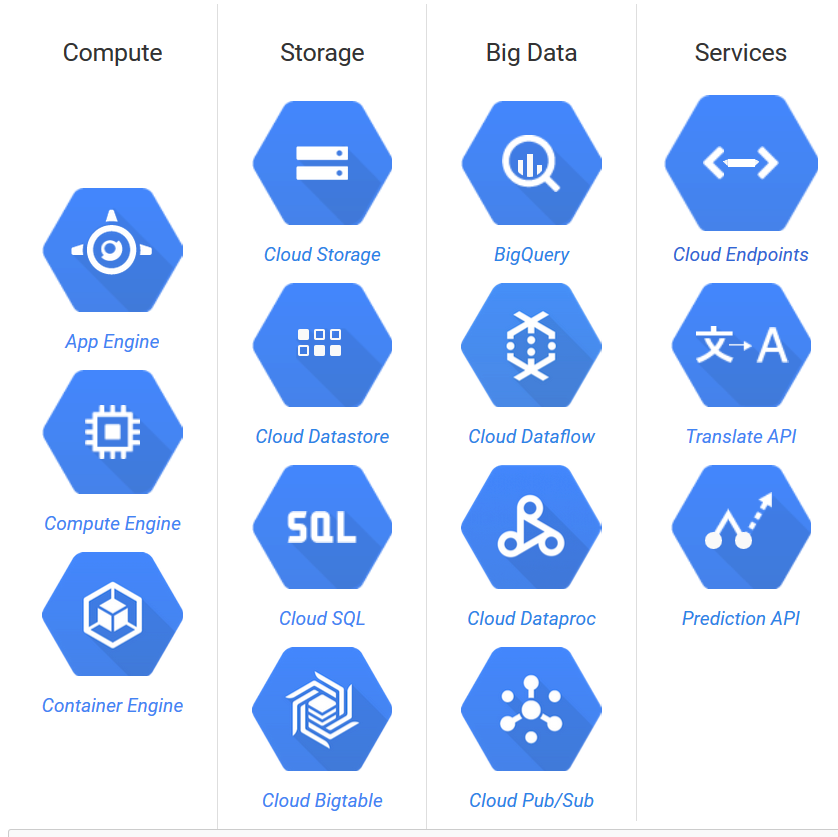 Compute
App Engine
Compute Engine
Container Engine
Storage
Cloud Storage
Cloud Datastore
SQL
Cloud SQL
Cloud Bigtable
Big Data
BigQuery
Cloud Dataflow
Cloud Dataproc
Cloud Pub/Sub
Services
Cloud Endpoints
文→A
Translate API
Prediction API